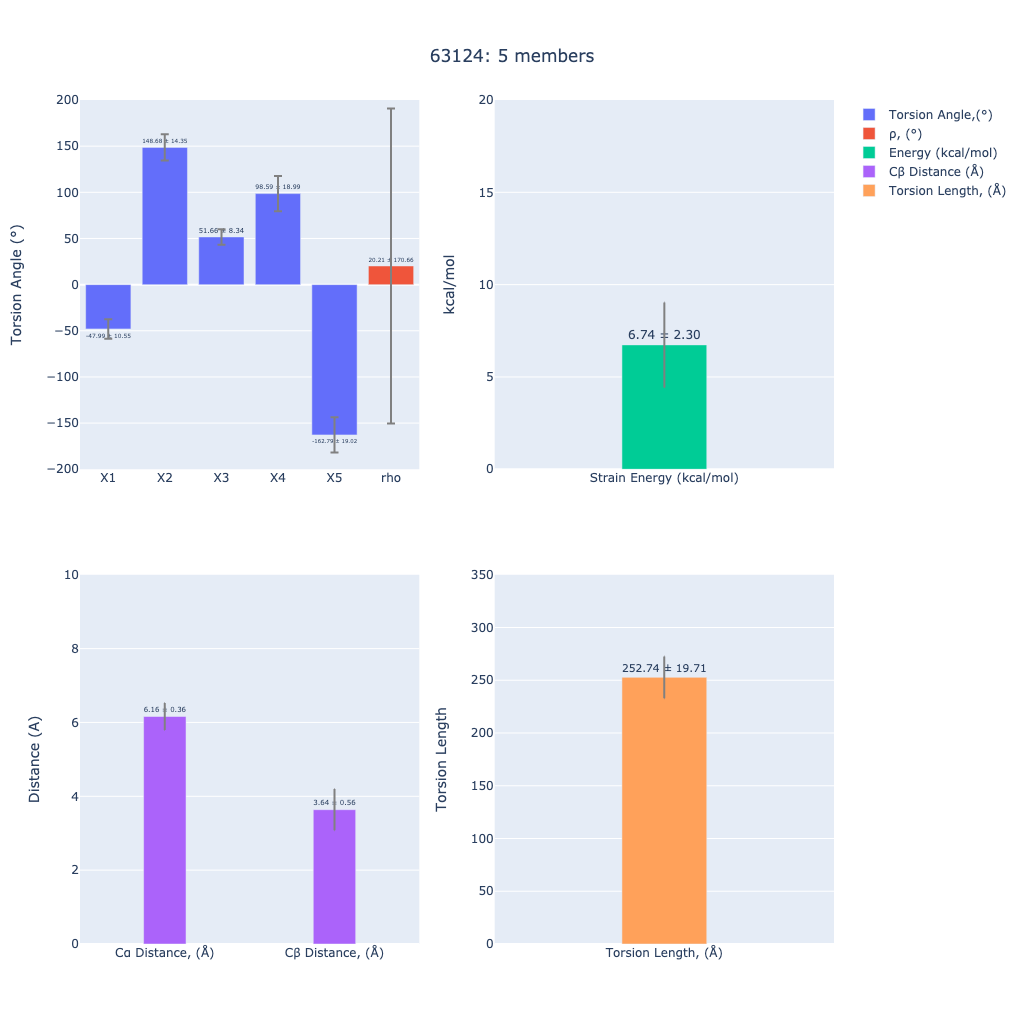 63124: 5 members
Torsion Angle (°)
200
150
100
50
0
−50
−100
−150
−200
-47.99 ± 10.55
148.68 ± 14.35
51.66 ± 8.34
98.59 ± 18.99
-162.79 ± 19.02
20.21 ± 170.66
X1 X2 X3 X4 X5 rho
kcal/mol
20
15
10
5
0
6.74 ± 2.30
Strain Energy (kcal/mol)
Torsion Angle,(°)
ρ, (°)
Energy (kcal/mol)
Cβ Distance (Å)
Torsion Length, (Å)
Distance (A)
10
8
6
4
2
0
6.16 ± 0.36
3.64 ± 0.56
Cα Distance, (Å) Cβ Distance, (Å)
Torsion Length
350
300
250
200
150
100
50
0
252.74 ± 19.71
Torsion Length, (Å)